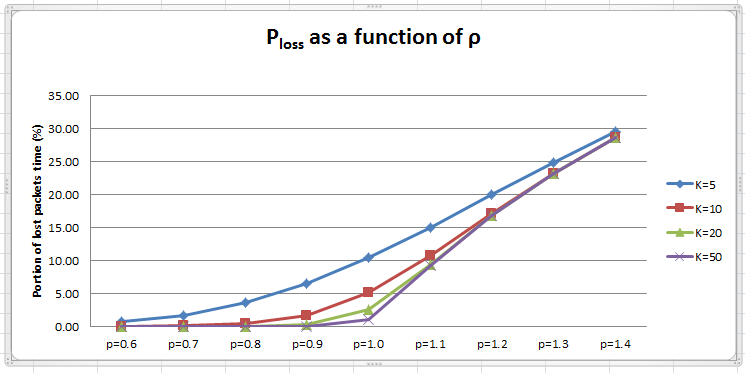 Ploss as a function of ρ
Portion of lost packets time (%)
35.00
30.00
25.00
20.00
15.00
10.00
5.00
0.00
p=0.6 p=0.7 p=0.8 p=0.9 p=1.0 p=1.1 p=1.2 p=1.3 p=1.4
K=5
K=10
K=20
K=50